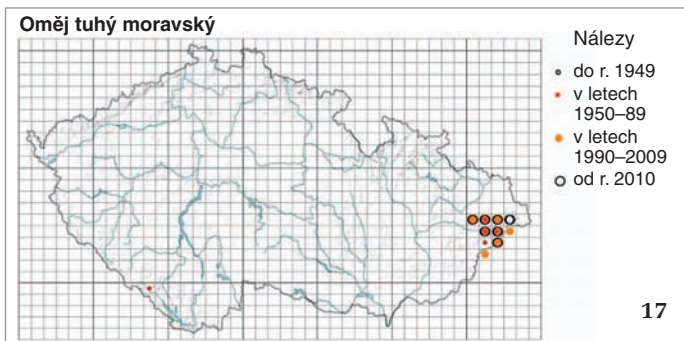 Oměj tuhý moravský
Nálezy
do r. 1949
v letech
1950–89
v letech
1990–2009
od r. 2010
17